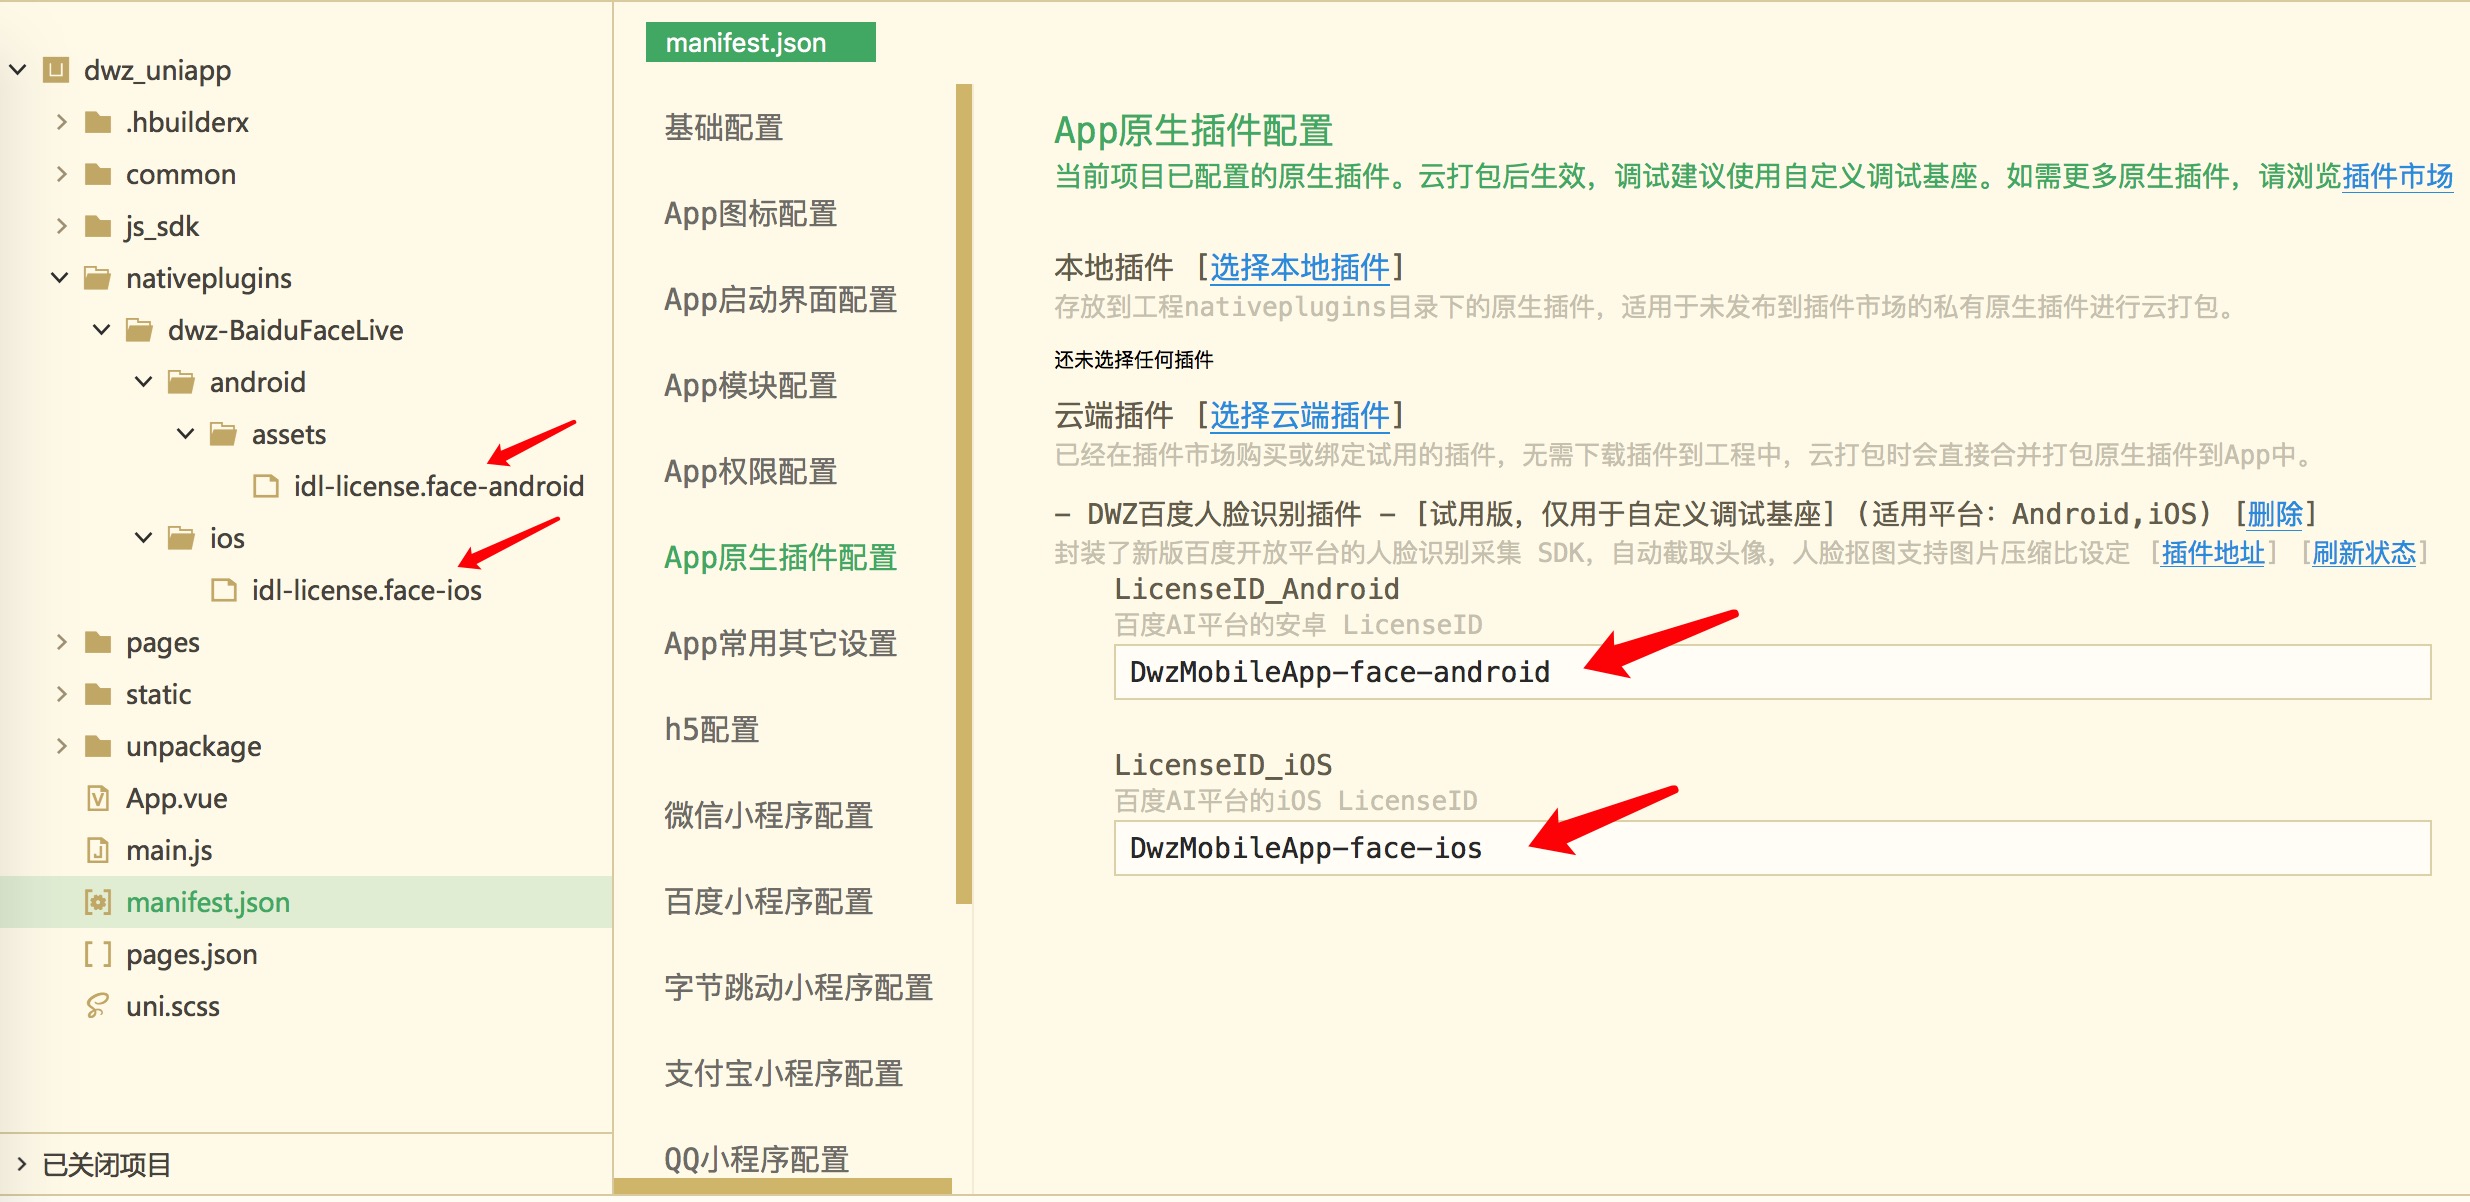 dwz_uniapp
.hbuilderx
common
js_sdk
nativeplugins
dwz-BaiduFaceLive
android
assets
idl-license.face-android
ios
idl-license.face-ios
pages
static
unpackage
App.vue
main.js
manifest.json
pages.json
uni.scss
已关闭项目
manifest.json
基础配置
App图标配置
App启动界面配置
App模块配置
App权限配置
App原生插件配置
App常用其它设置
h5配置
微信小程序配置
百度小程序配置
字节跳动小程序配置
支付宝小程序配置
QQ小程序配置
App原生插件配置
当前项目已配置的原生插件。云打包后生效，调试建议使用自定义调试基座。如需更多原生插件，请浏览插件市场
本地插件 [选择本地插件]
存放到工程nativeplugins目录下的原生插件，适用于未发布到插件市场的私有原生插件进行云打包。
还未选择任何插件
云端插件 [选择云端插件]
已经在插件市场购买或绑定试用的插件，无需下载插件到工程中，云打包时会直接合并打包原生插件到App中。
- DWZ百度人脸识别插件 - [试用版，仅用于自定义调试基座] (适用平台：Android,iOS) [删除]
封装了新版百度开放平台的人脸识别采集 SDK，自动截取头像，人脸抠图支持图片压缩比设定 [插件地址] [刷新状态]
LicenseID_Android
百度AI平台的安卓 LicenseID
DwzMobileApp-face-android
LicenseID_iOS
百度AI平台的iOS LicenseID
DwzMobileApp-face-ios